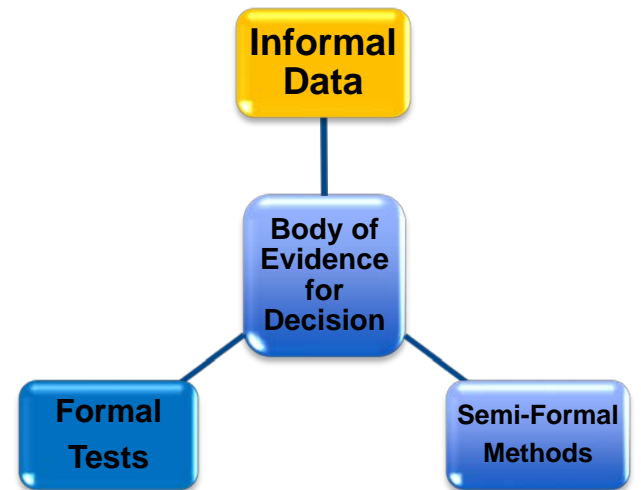 Informal
Data
Body of
Evidence
for
Decision
Formal
Tests
Semi-Formal
Methods